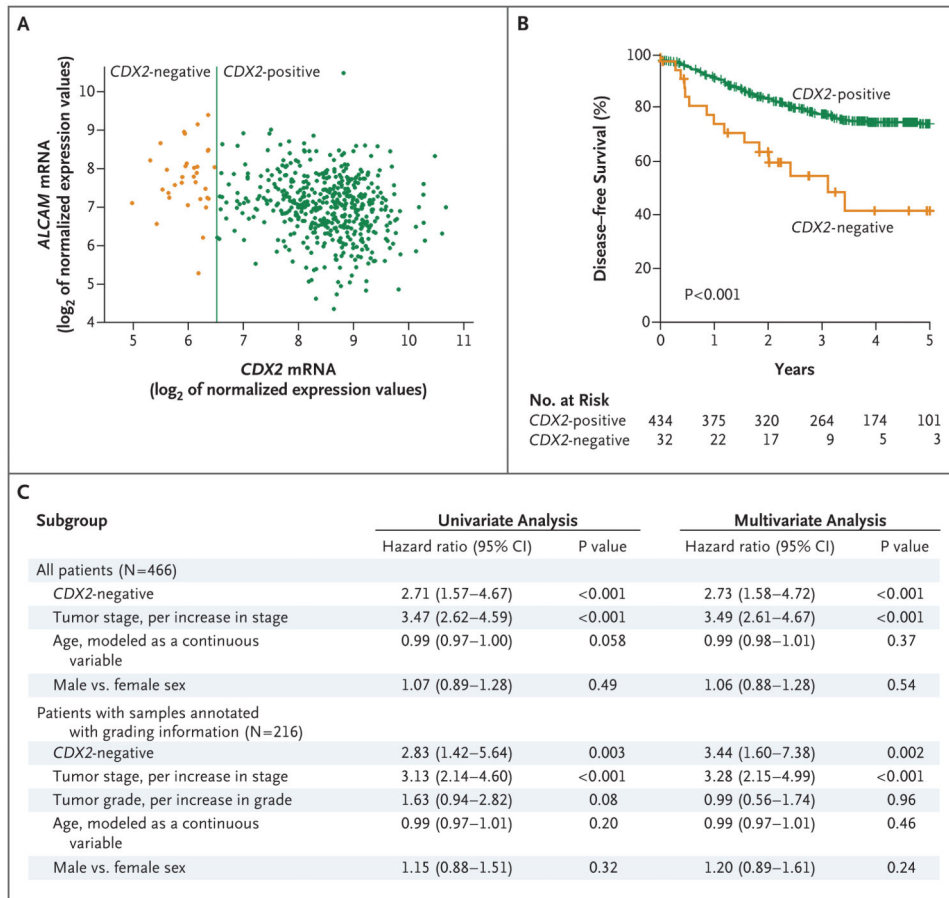 A
CDX2-negative
CDX2-positive
ALCAM mRNA
(log2 of normalized expression values)
10
9
8
7
6
5
4
5 6 7 8 9 10 11
CDX2 mRNA
(log2 of normalized expression values)
B
Disease–free Survival (%)
100
80
60
40
20
0
CDX2-positive
CDX2-negative
P<0.001
0 1 2 3 4 5
Years
No. at Risk
CDX2-positive 434 375 320 264 174 101
CDX2-negative 32 22 17 9 5 3
C
Subgroup Univariate Analysis Multivariate Analysis
Hazard ratio (95% CI) P value Hazard ratio (95% CI) P value
All patients (N=466)
CDX2-negative 2.71 (1.57–4.67) <0.001 2.73 (1.58–4.72) <0.001
Tumor stage, per increase in stage 3.47 (2.62–4.59) <0.001 3.49 (2.61–4.67) <0.001
Age, modeled as a continuous 0.99 (0.97–1.00) 0.058 0.99 (0.98–1.01) 0.37
variable
Male vs. female sex 1.07 (0.89–1.28) 0.49 1.06 (0.88–1.28) 0.54
Patients with samples annotated
with grading information (N=216)
CDX2-negative 2.83 (1.42–5.64) 0.003 3.44 (1.60–7.38) 0.002
Tumor stage, per increase in stage 3.13 (2.14–4.60) <0.001 3.28 (2.15–4.99) <0.001
Tumor grade, per increase in grade 1.63 (0.94–2.82) 0.08 0.99 (0.56–1.74) 0.96
Age, modeled as a continuous 0.99 (0.97–1.01) 0.20 0.99 (0.97–1.01) 0.46
variable
Male vs. female sex 1.15 (0.88–1.51) 0.32 1.20 (0.89–1.61) 0.24